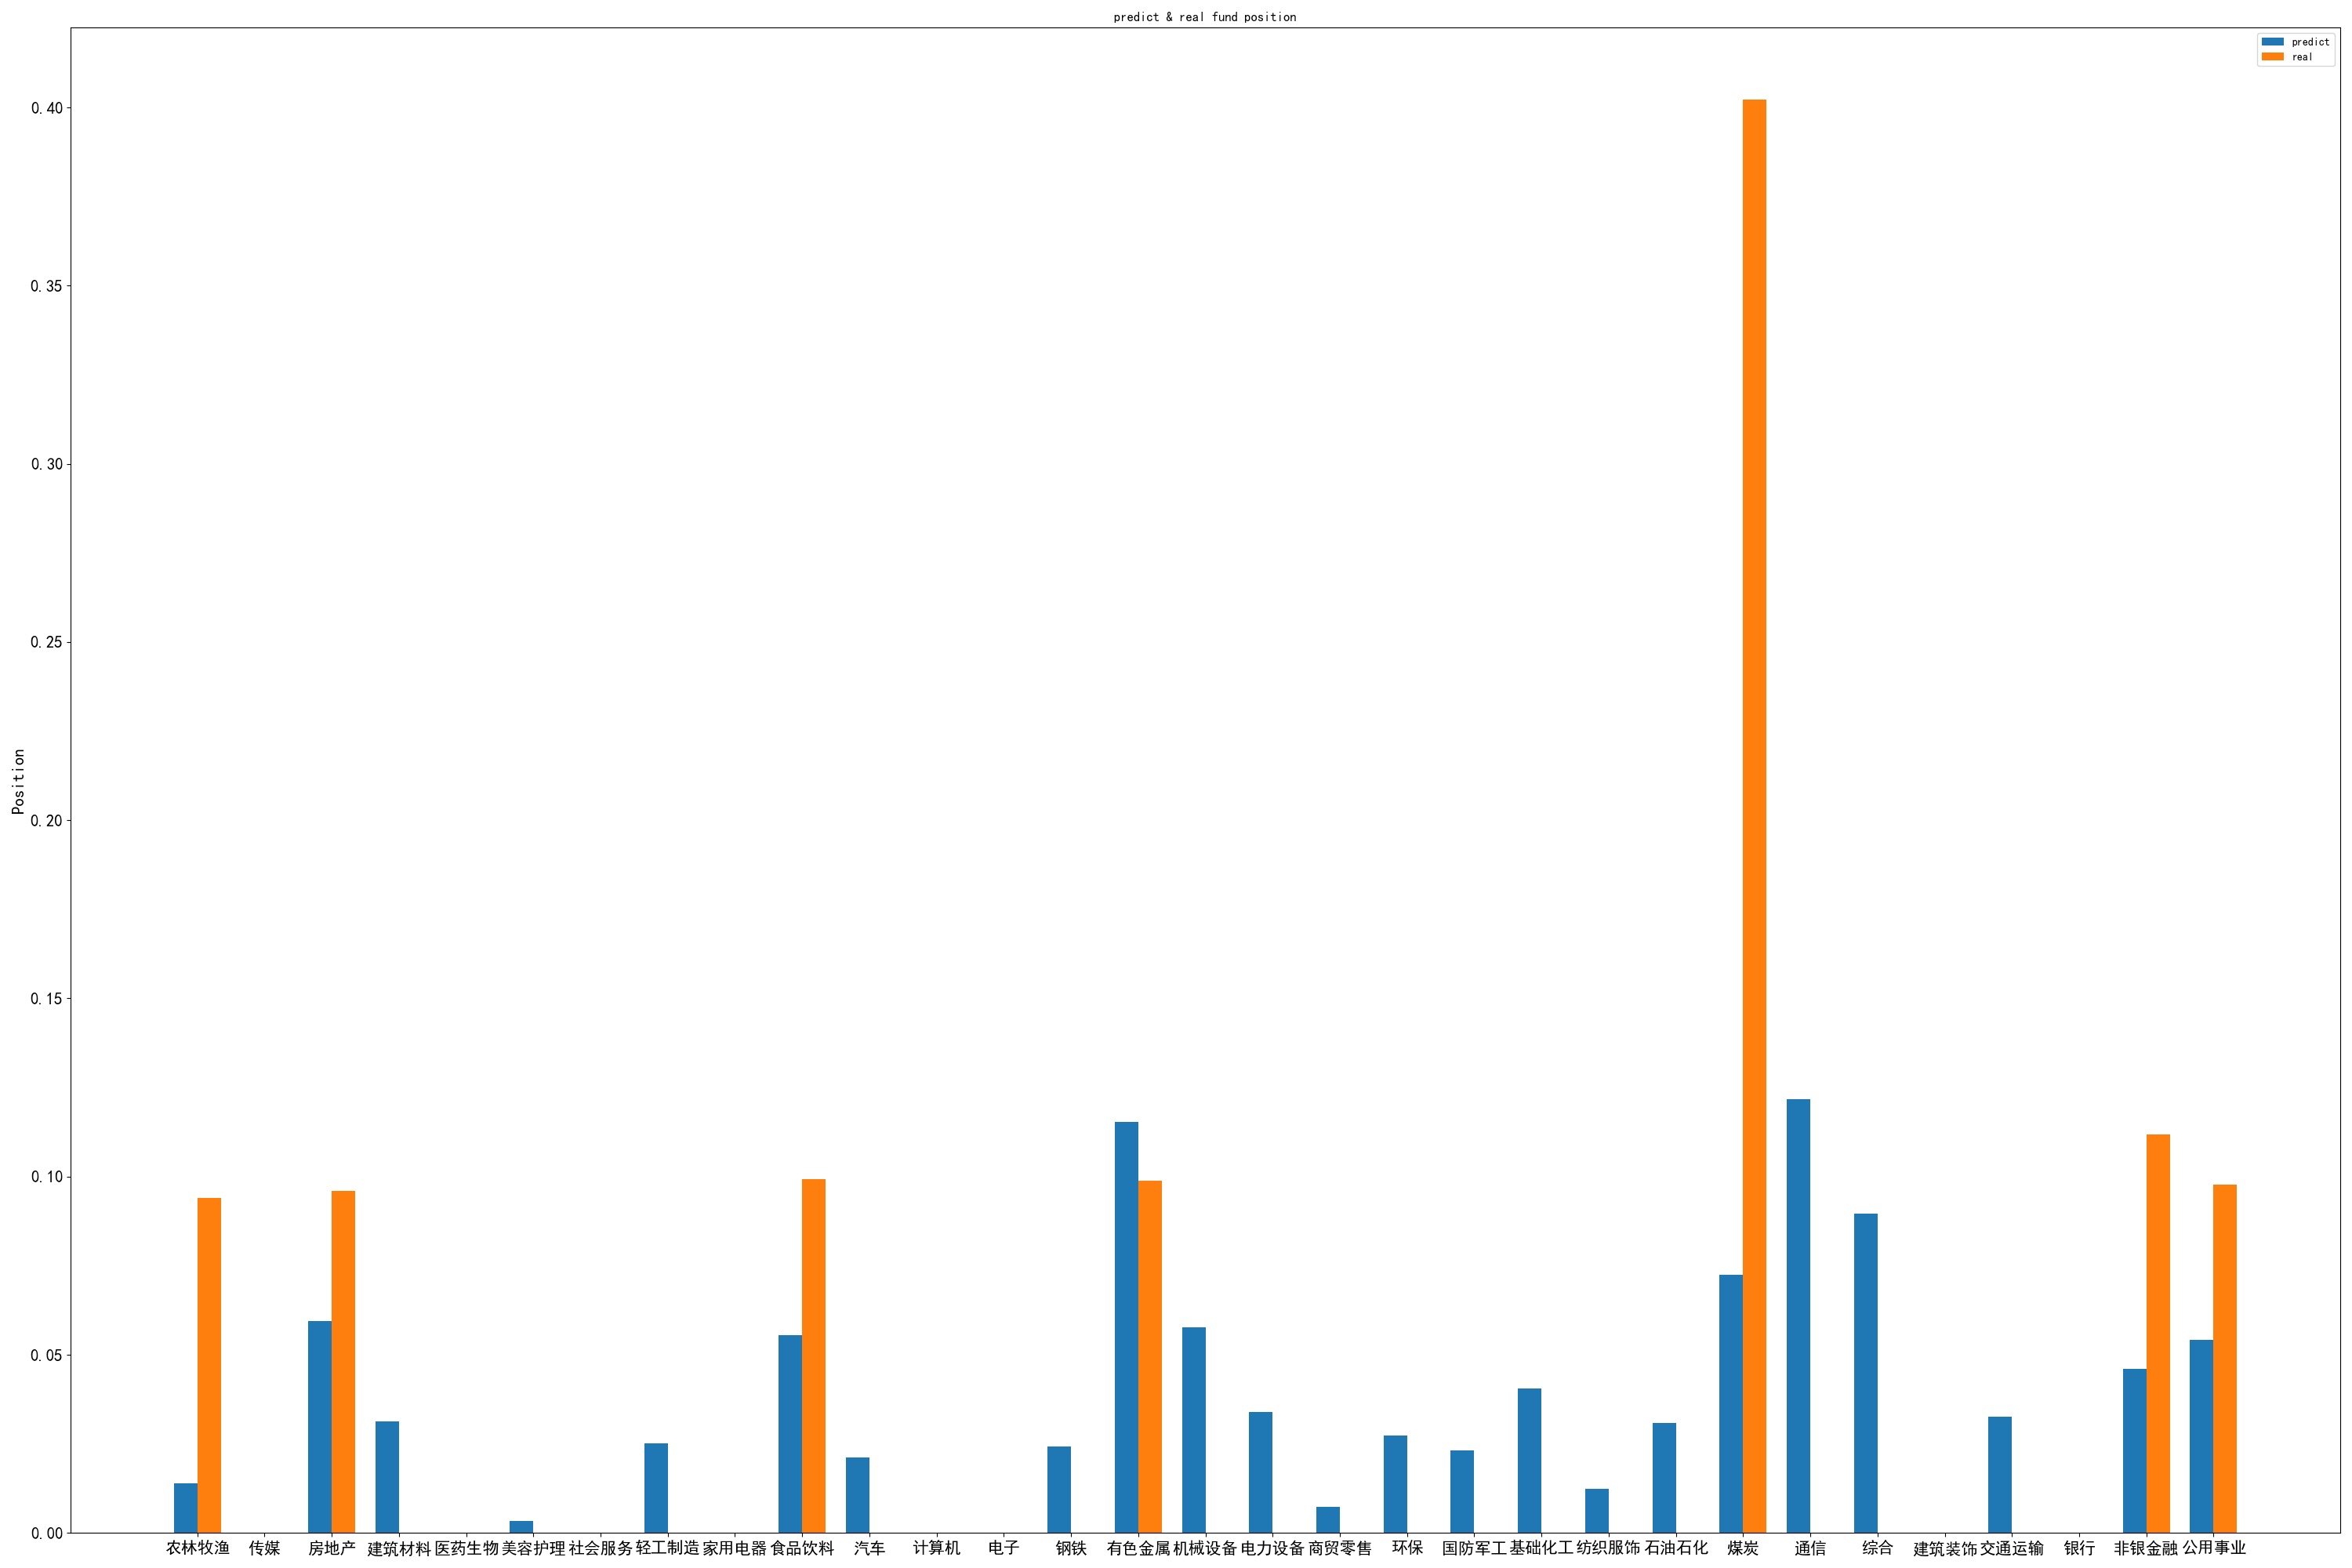 predict & real fund position
predict
real
0.40
0.35
0.30
0.25
0.20
0.15
0.10
0.05
0.00
Position
农林牧渔 传媒 房地产 建筑材料 医药生物 美容护理 社会服务 轻工制造 家用电器 食品饮料 汽车 计算机 电子 钢铁 有色金属 机械设备 电力设备 商贸零售 环保 国防军工 基础化工 纺织服饰 石油石化 煤炭 通信 综合 建筑装饰 交通运输 银行 非银金融 公用事业